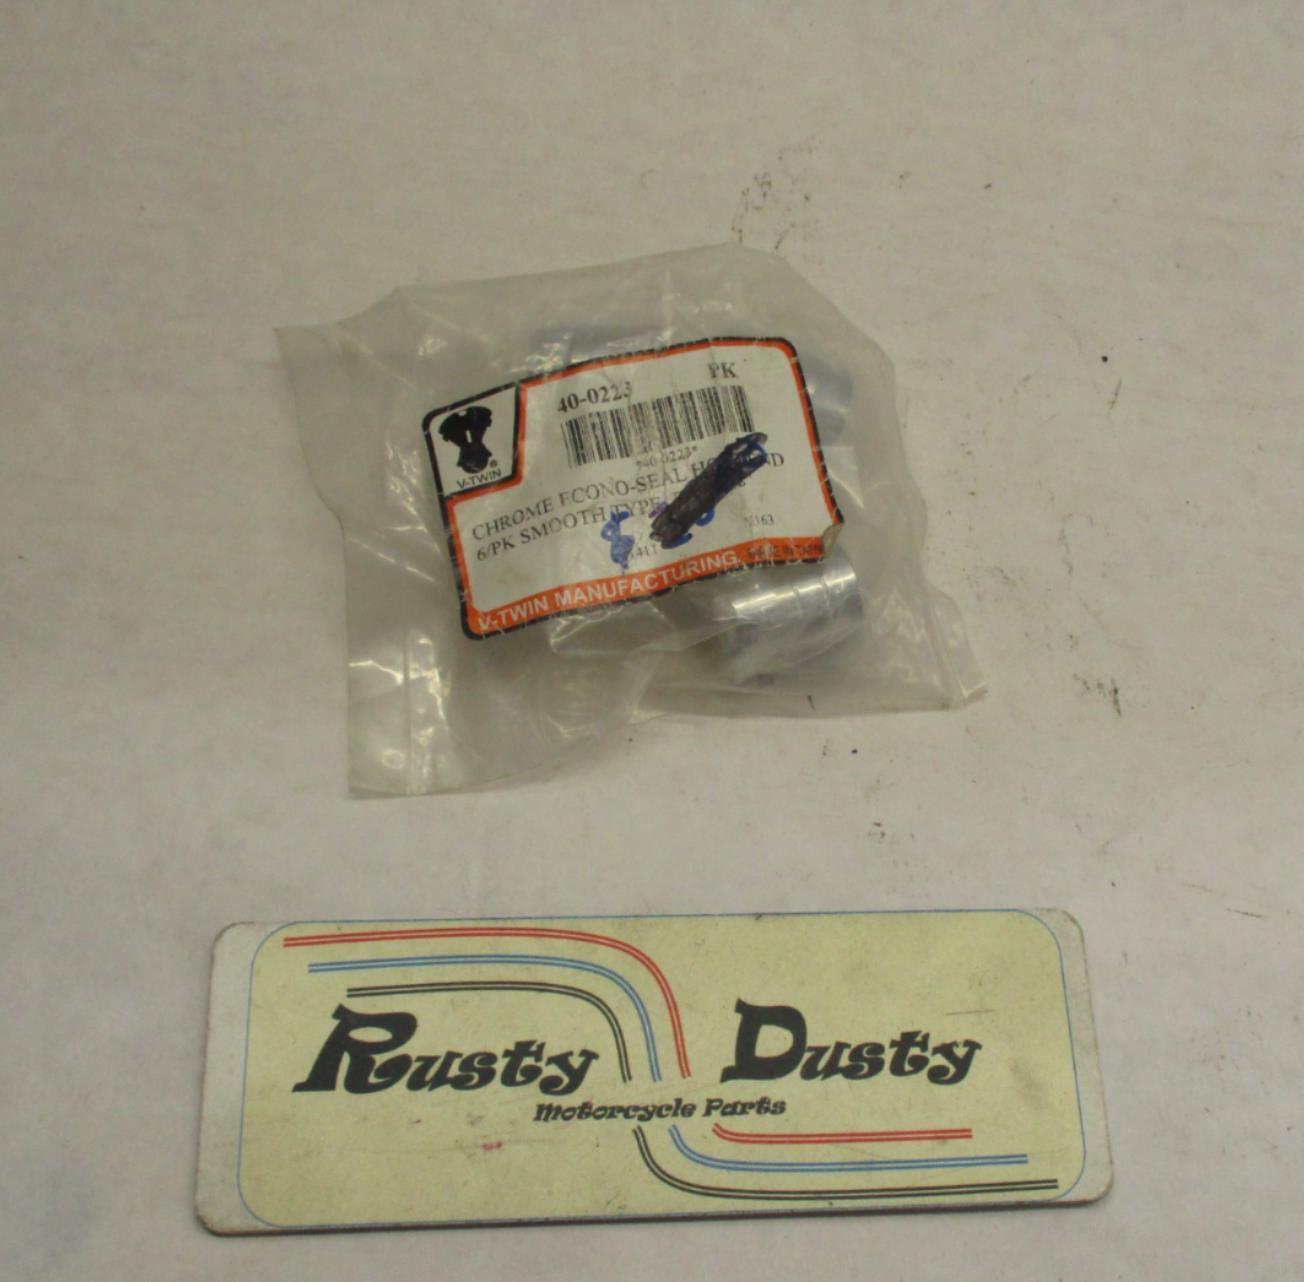 40-0223 PK
*40-0223*
® V-TWIN
CHROME ECONO-SEAL
6/PK SMOOTH TYPE
V-TWIN MANUFACTURING.
Rusty Dusty
Motorcycle Parts